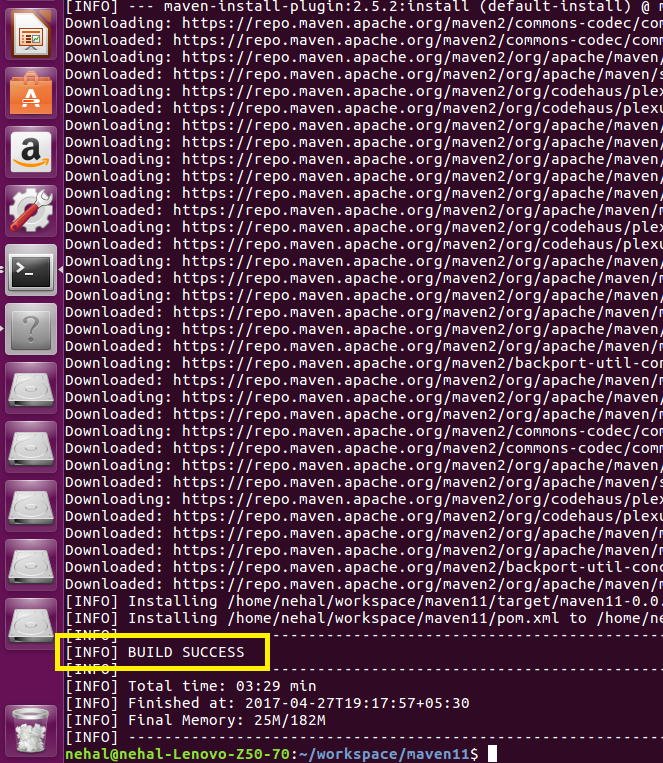 [INFO] --- maven-install-plugin:2.5.2:install (default-install) @ m
Downloading: https://repo.maven.apache.org/maven2/commons-codec/com
Downloaded: https://repo.maven.apache.org/maven2/commons-codec/comm
Downloading: https://repo.maven.apache.org/maven2/org/apache/maven/
Downloaded: https://repo.maven.apache.org/maven2/org/apache/maven/s
Downloading: https://repo.maven.apache.org/maven2/org/codehaus/plex
Downloaded: https://repo.maven.apache.org/maven2/org/codehaus/plexu
Downloading: https://repo.maven.apache.org/maven2/org/apache/maven/
Downloading: https://repo.maven.apache.org/maven2/org/apache/maven/
Downloading: https://repo.maven.apache.org/maven2/org/apache/maven/
Downloading: https://repo.maven.apache.org/maven2/org/apache/maven/
Downloading: https://repo.maven.apache.org/maven2/org/apache/maven/
Downloaded: https://repo.maven.apache.org/maven2/org/apache/maven/m
Downloading: https://repo.maven.apache.org/maven2/org/codehaus/plex
Downloaded: https://repo.maven.apache.org/maven2/org/codehaus/plexu
Downloading: https://repo.maven.apache.org/maven2/org/apache/maven/
Downloaded: https://repo.maven.apache.org/maven2/org/apache/maven/m
Downloading: https://repo.maven.apache.org/maven2/org/apache/maven/
Downloaded: https://repo.maven.apache.org/maven2/org/apache/maven/m
Downloading: https://repo.maven.apache.org/maven2/org/apache/maven/
Downloaded: https://repo.maven.apache.org/maven2/org/apache/maven/m
Downloading: https://repo.maven.apache.org/maven2/backport-util-con
Downloading: https://repo.maven.apache.org/maven2/org/apache/maven/
Downloading: https://repo.maven.apache.org/maven2/org/apache/maven/
Downloaded: https://repo.maven.apache.org/maven2/org/apache/maven/m
Downloading: https://repo.maven.apache.org/maven2/commons-codec/com
Downloaded: https://repo.maven.apache.org/maven2/commons-codec/comm
Downloading: https://repo.maven.apache.org/maven2/org/apache/maven/
Downloaded: https://repo.maven.apache.org/maven2/org/apache/maven/s
Downloading: https://repo.maven.apache.org/maven2/org/codehaus/plex
Downloaded: https://repo.maven.apache.org/maven2/org/codehaus/plexu
Downloaded: https://repo.maven.apache.org/maven2/org/apache/maven/m
Downloaded: https://repo.maven.apache.org/maven2/org/apache/maven/m
Downloaded: https://repo.maven.apache.org/maven2/backport-util-conc
Downloaded: https://repo.maven.apache.org/maven2/org/apache/maven/m
[INFO] Installing /home/nehal/workspace/maven11/target/maven11-0.0.
[INFO] Installing /home/nehal/workspace/maven11/pom.xml to /home/ne
[INFO] ------------------------------------------------------------
[INFO] BUILD SUCCESS
[INFO] ------------------------------------------------------------
[INFO] Total time: 03:29 min
[INFO] Finished at: 2017-04-27T19:17:57+05:30
[INFO] Final Memory: 25M/182M
[INFO] ------------------------------------------------------------
nehal@nehal-Lenovo-Z50-70:~/workspace/maven11$